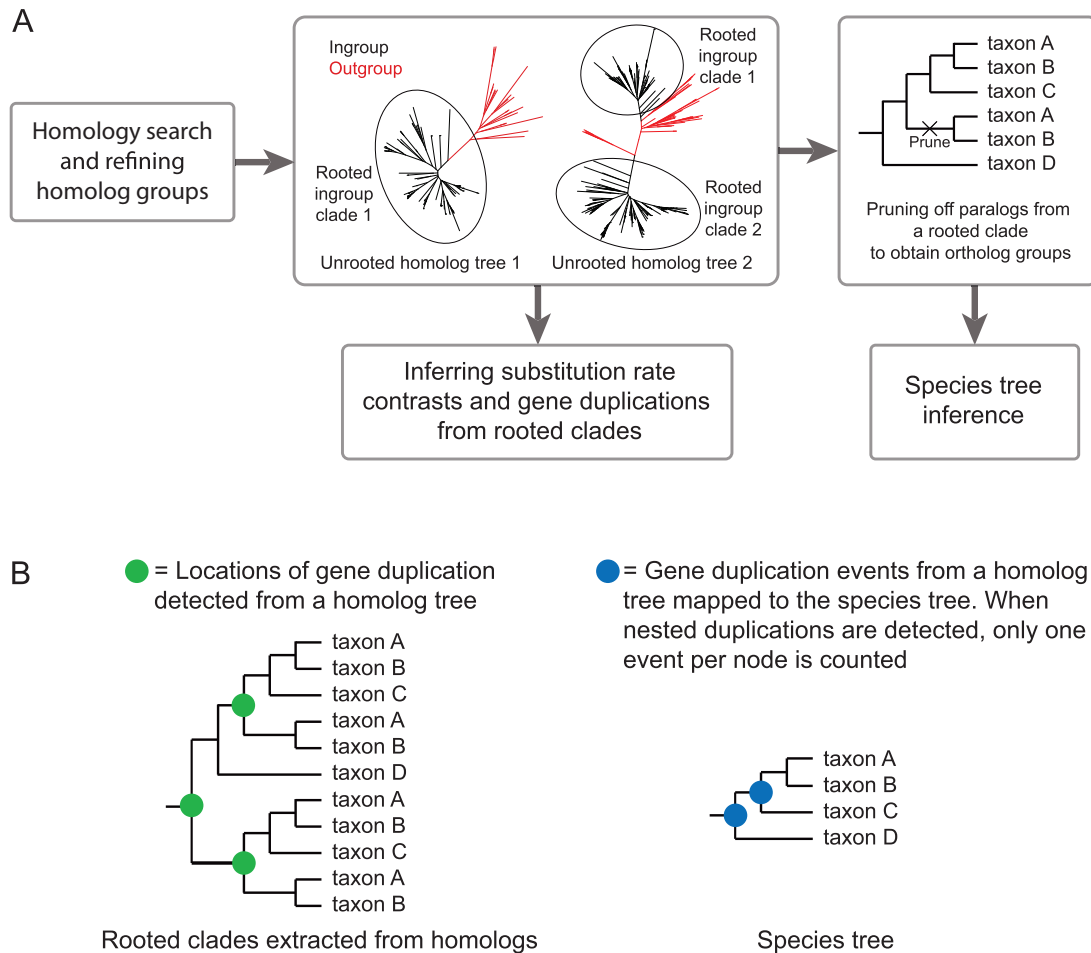 A
Homology search
and refining
homolog groups
Ingroup
Outgroup
Rooted
ingroup
clade 1
Unrooted homolog tree 1
Rooted
ingroup
clade 1
Rooted
ingroup
clade 2
Unrooted homolog tree 2
taxon A
taxon B
taxon C
taxon A
taxon B
taxon D
Prune
Pruning off paralogs from
a rooted clade
to obtain ortholog groups
Inferring substitution rate
contrasts and gene duplications
from rooted clades
Species tree
inference
B
= Locations of gene duplication
detected from a homolog tree
taxon A
taxon B
taxon C
taxon A
taxon B
taxon D
taxon A
taxon B
taxon C
taxon A
taxon B
Rooted clades extracted from homologs
= Gene duplication events from a homolog
tree mapped to the species tree. When
nested duplications are detected, only one
event per node is counted
taxon A
taxon B
taxon C
taxon D
Species tree